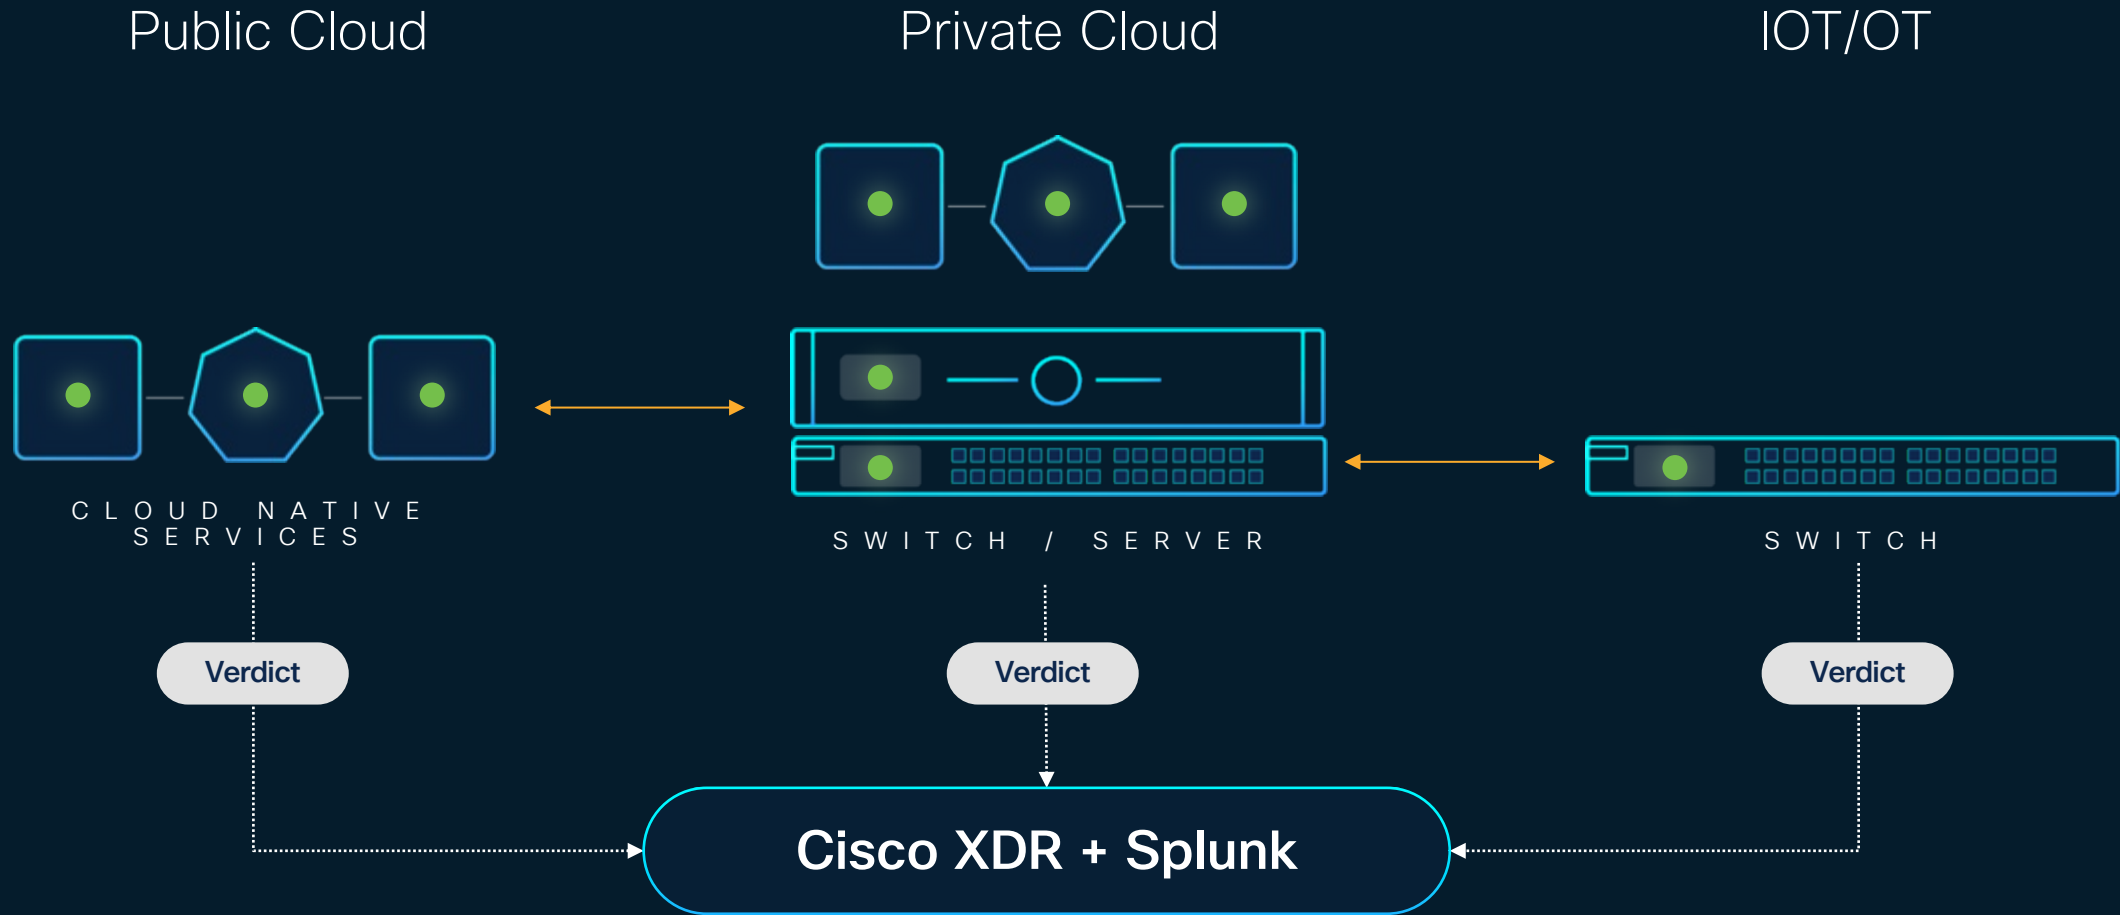 Public Cloud
Private Cloud
IOT/OT
CLOUD NATIVE
SERVICES
SWITCH / SERVER
SWITCH
Verdict
Verdict
Verdict
Cisco XDR + Splunk